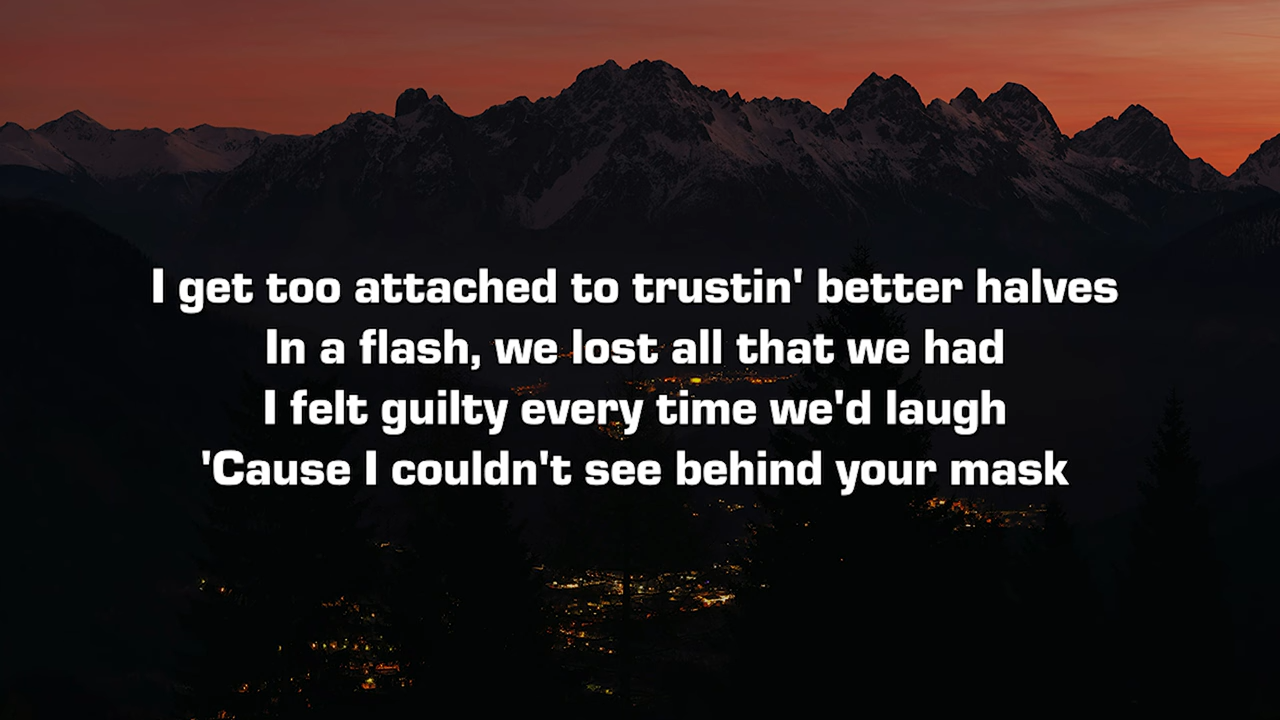 I get too attached to trustin' better halves
In a flash, we lost all that we had
I felt guilty every time we'd laugh
'Cause I couldn't see behind your mask